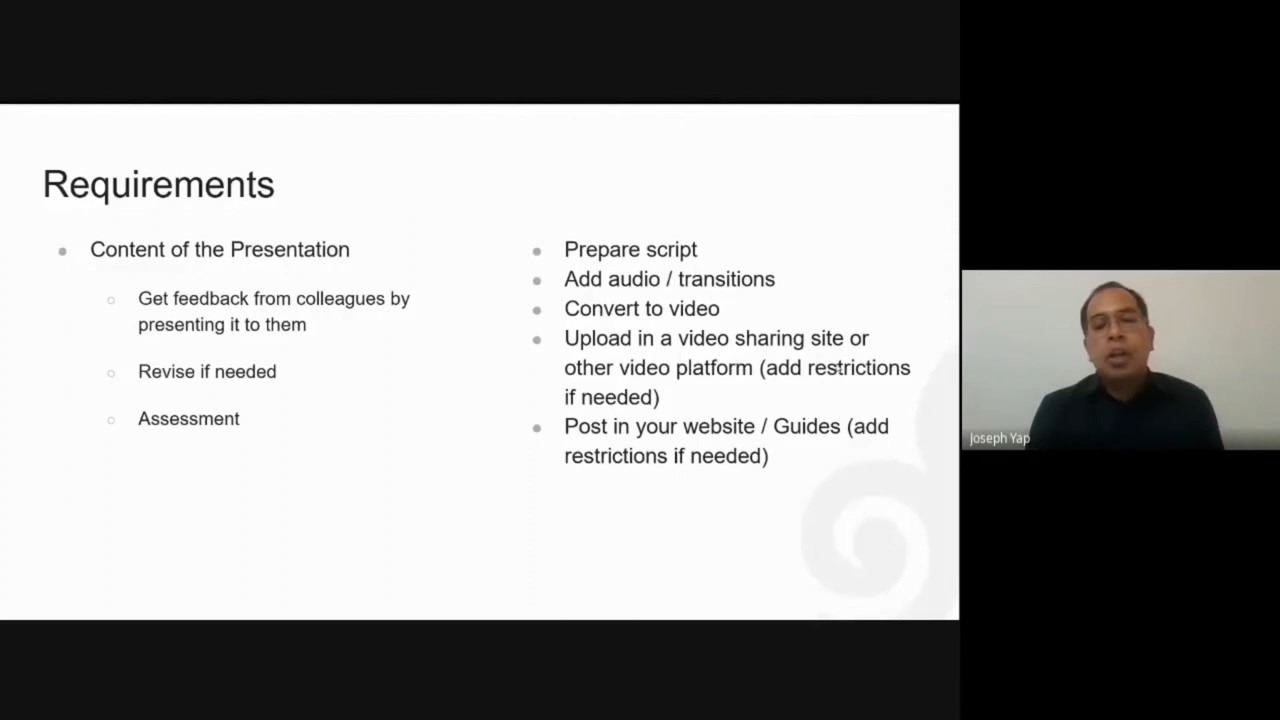 Requirements
Content of the Presentation
Get feedback from colleagues by
presenting it to them
Revise if needed
Assessment
Prepare script
Add audio / transitions
Convert to video
Upload in a video sharing site or
other video platform (add restrictions
if needed)
Post in your website / Guides (add
restrictions if needed)
Joseph Yap